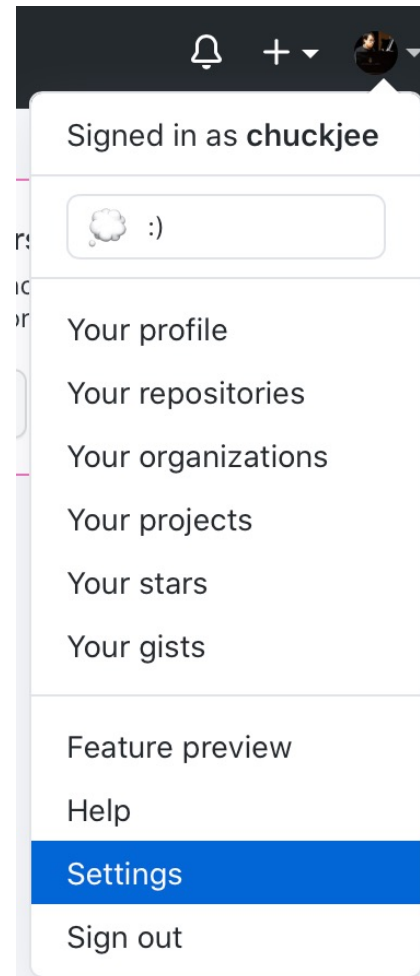 Signed in as chuckjee
:)
Your profile
Your repositories
Your organizations
Your projects
Your stars
Your gists
Feature preview
Help
Settings
Sign out